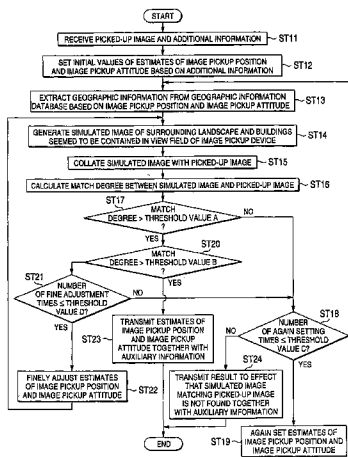 START
RECEIVE PICKED-UP IMAGE AND ADDITIONAL INFORMATION
ST11
SET INITIAL VALUES OF ESTIMATES OF IMAGE PICKUP POSITION
AND IMAGE PICKUP ATTITUDE BASED ON ADDITIONAL INFORMATION
ST12
EXTRACT GEOGRAPHIC INFORMATION FROM GEOGRAPHIC INFORMATION
DATABASE BASED ON IMAGE PICKUP POSITION AND IMAGE PICKUP ATTITUDE
ST13
GENERATE SIMULATED IMAGE OF SURROUNDING LANDSCAPE AND BUILDINGS
SEEMED TO BE CONTAINED IN VIEW FIELD OF IMAGE PICKUP DEVICE
ST14
COLLATE SIMULATED IMAGE WITH PICKED-UP IMAGE
ST15
CALCULATE MATCH DEGREE BETWEEN SIMULATED IMAGE AND PICKED-UP IMAGE
ST16
ST17
MATCH
DEGREE > THRESHOLD VALUE A
?
NO
YES
ST20
MATCH
DEGREE > THRESHOLD VALUE B
?
YES
ST21
NUMBER
OF FINE ADJUSTMENT
TIMES ≤ THRESHOLD
VALUE D?
NO
YES
ST18
NUMBER
OF AGAIN SETTING
TIMES ≤ THRESHOLD
VALUE C?
NO
YES
ST23
TRANSMIT ESTIMATES OF
IMAGE PICKUP POSITION
AND IMAGE PICKUP
ATTITUDE TOGETHER WITH
AUXILIARY INFORMATION
ST24
TRANSMIT RESULT TO EFFECT
THAT SIMULATED IMAGE
MATCHING PICKED-UP IMAGE
IS NOT FOUND TOGETHER
WITH AUXILIARY IMFORMATION
FINELY ADJUST ESTIMATES
OF IMAGE PICKUP POSITION
AND IMAGE PICKUP ATTITUDE
ST22
END
ST19
AGAIN SET ESTIMATES OF
IMAGE PICKUP POSITION AND
IMAGE PICKUP ATTITUDE